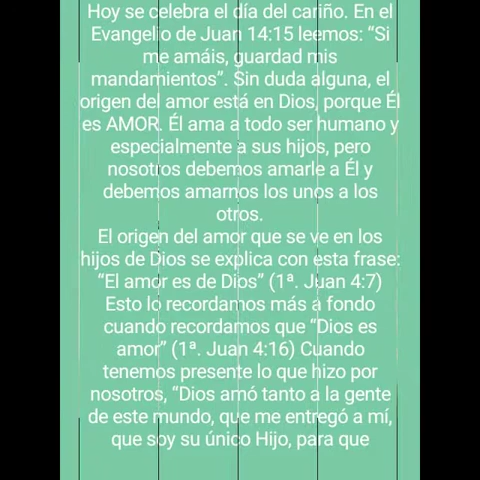 Hoy se celebra el día del cariño. En el
Evangelio de Juan 14:15 leemos: “Si
me amáis, guardad mis
mandamientos”. Sin duda alguna, el
origen del amor está en Dios, porque Él
es AMOR. Él ama a todo ser humano y
especialmente a sus hijos, pero
nosotros debemos amarle a Él y
debemos amarnos los unos a los
otros.
El origen del amor que se ve en los
hijos de Dios se explica con esta frase:
“El amor es de Dios” (1ª. Juan 4:7)
Esto lo recordamos más a fondo
cuando recordamos que “Dios es
amor” (1ª. Juan 4:16) Cuando
tenemos presente lo que hizo por
nosotros, “Dios amó tanto a la gente
de este mundo, que me entregó a mí,
que soy su único Hijo, para que